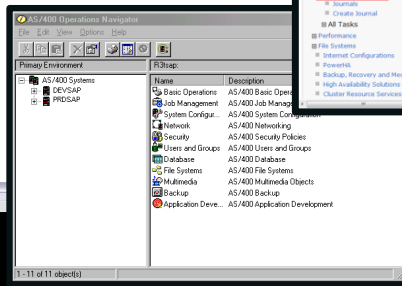 AS/400 Operations Navigator
File Edit View Options Help
Primary Environment
R3tsap:
AS/400 Systems
DEVSAP
PRDSAP
Name Description
Basic Operations AS/400 Basic Opera
Job Management AS/400 Job Manage
System Configur... AS/400 System Configuration
Network AS/400 Networking
Security AS/400 Security Policies
Users and Groups AS/400 Users and Groups
Database AS/400 Database
File Systems AS/400 File Systems
Multimedia AS/400 Multimedia Objects
Backup AS/400 Backup
Application Deve... AS/400 Application Development
1 - 11 of 11 object(s)
Journals
Create Journal
All Tasks
Performance
File Systems
Internet Configurations
PowerHA
Backup, Recovery and Me
High Availability Solutions
Cluster Resource Services